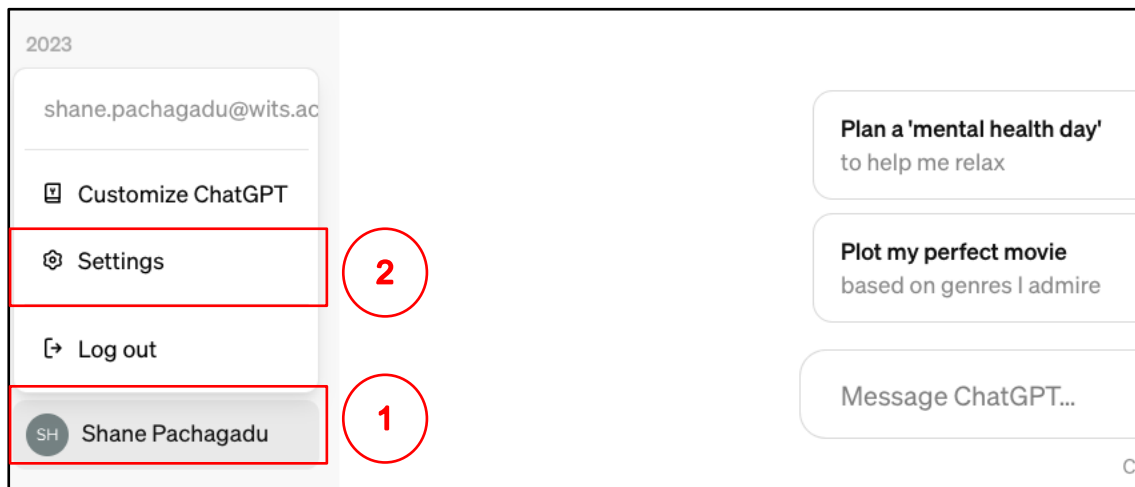 2023
shane.pachagadu@wits.ac
Customize ChatGPT
Settings
2
Log out
1
SH
Shane Pachagadu
Plan a 'mental health day'
to help me relax
Plot my perfect movie
based on genres I admire
Message ChatGPT...
C